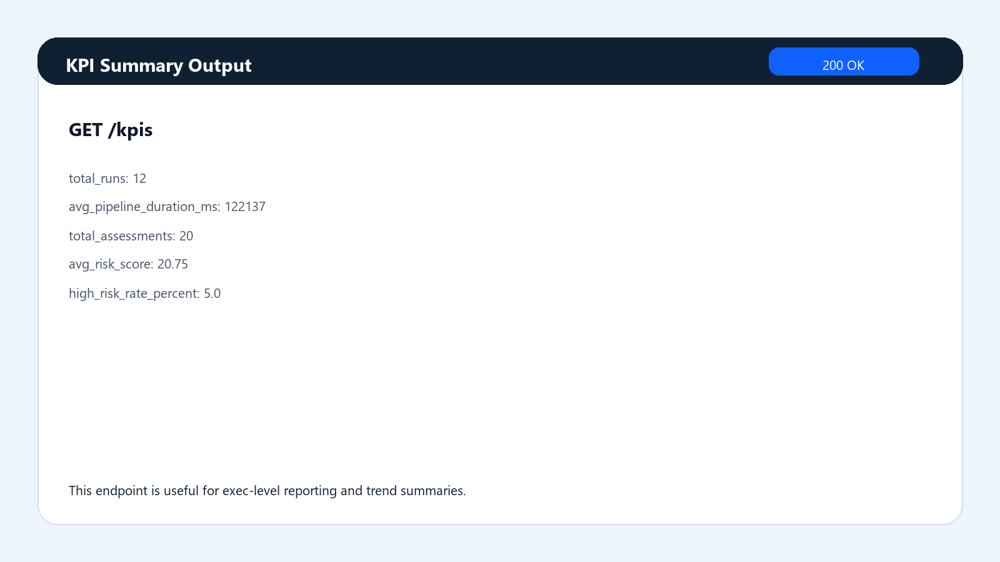 KPI Summary Output
200 OK
GET /kpis
total_runs: 12
avg_pipeline_duration_ms: 122137
total_assessments: 20
avg_risk_score: 20.75
high_risk_rate_percent: 5.0
This endpoint is useful for exec-level reporting and trend summaries.